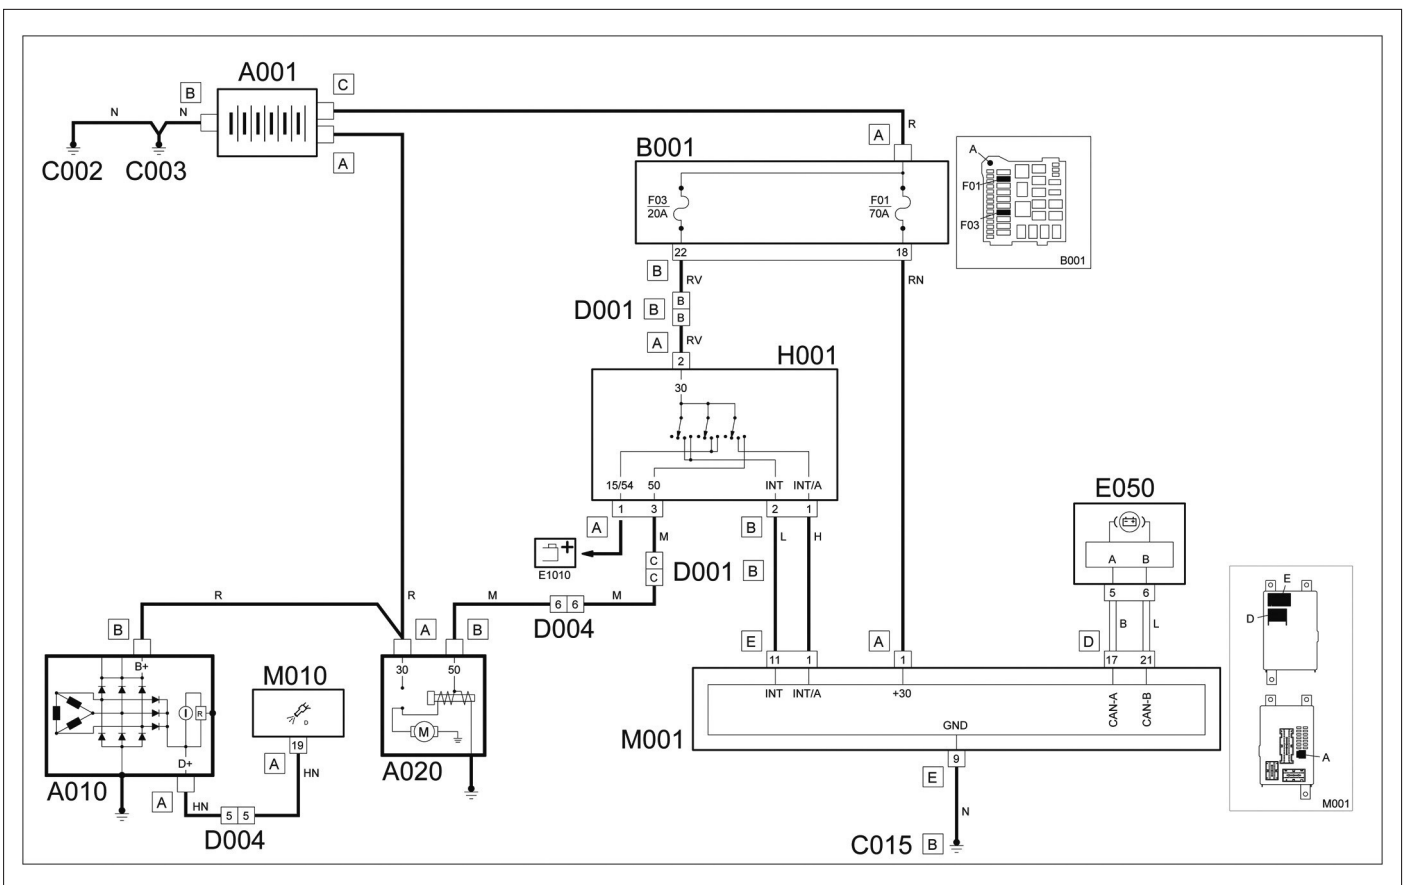 A001
B
C
N
N
R
C002
C003
A
A
B001
F03
20A
F01
70A
22
18
B
RV
RN
A
F01
F03
B001
D001
B
B
B
A
RV
H001
2
30
15/54
50
INT
INT/A
1
3
2
1
A
B
M
L
H
E1010
C
C
D001
B
E050
A
B
5
6
B
L
D
17
21
R
R
M
6
6
M
D004
B
A
B
E
11
1
A
1
B+
I
R
D+
A010
M010
D
19
A
HN
30
50
M
A020
INT
INT/A
+30
CAN-A
CAN-B
GND
M001
9
E
N
C015
B
A
HN
5
5
D004
E
D
A
M001